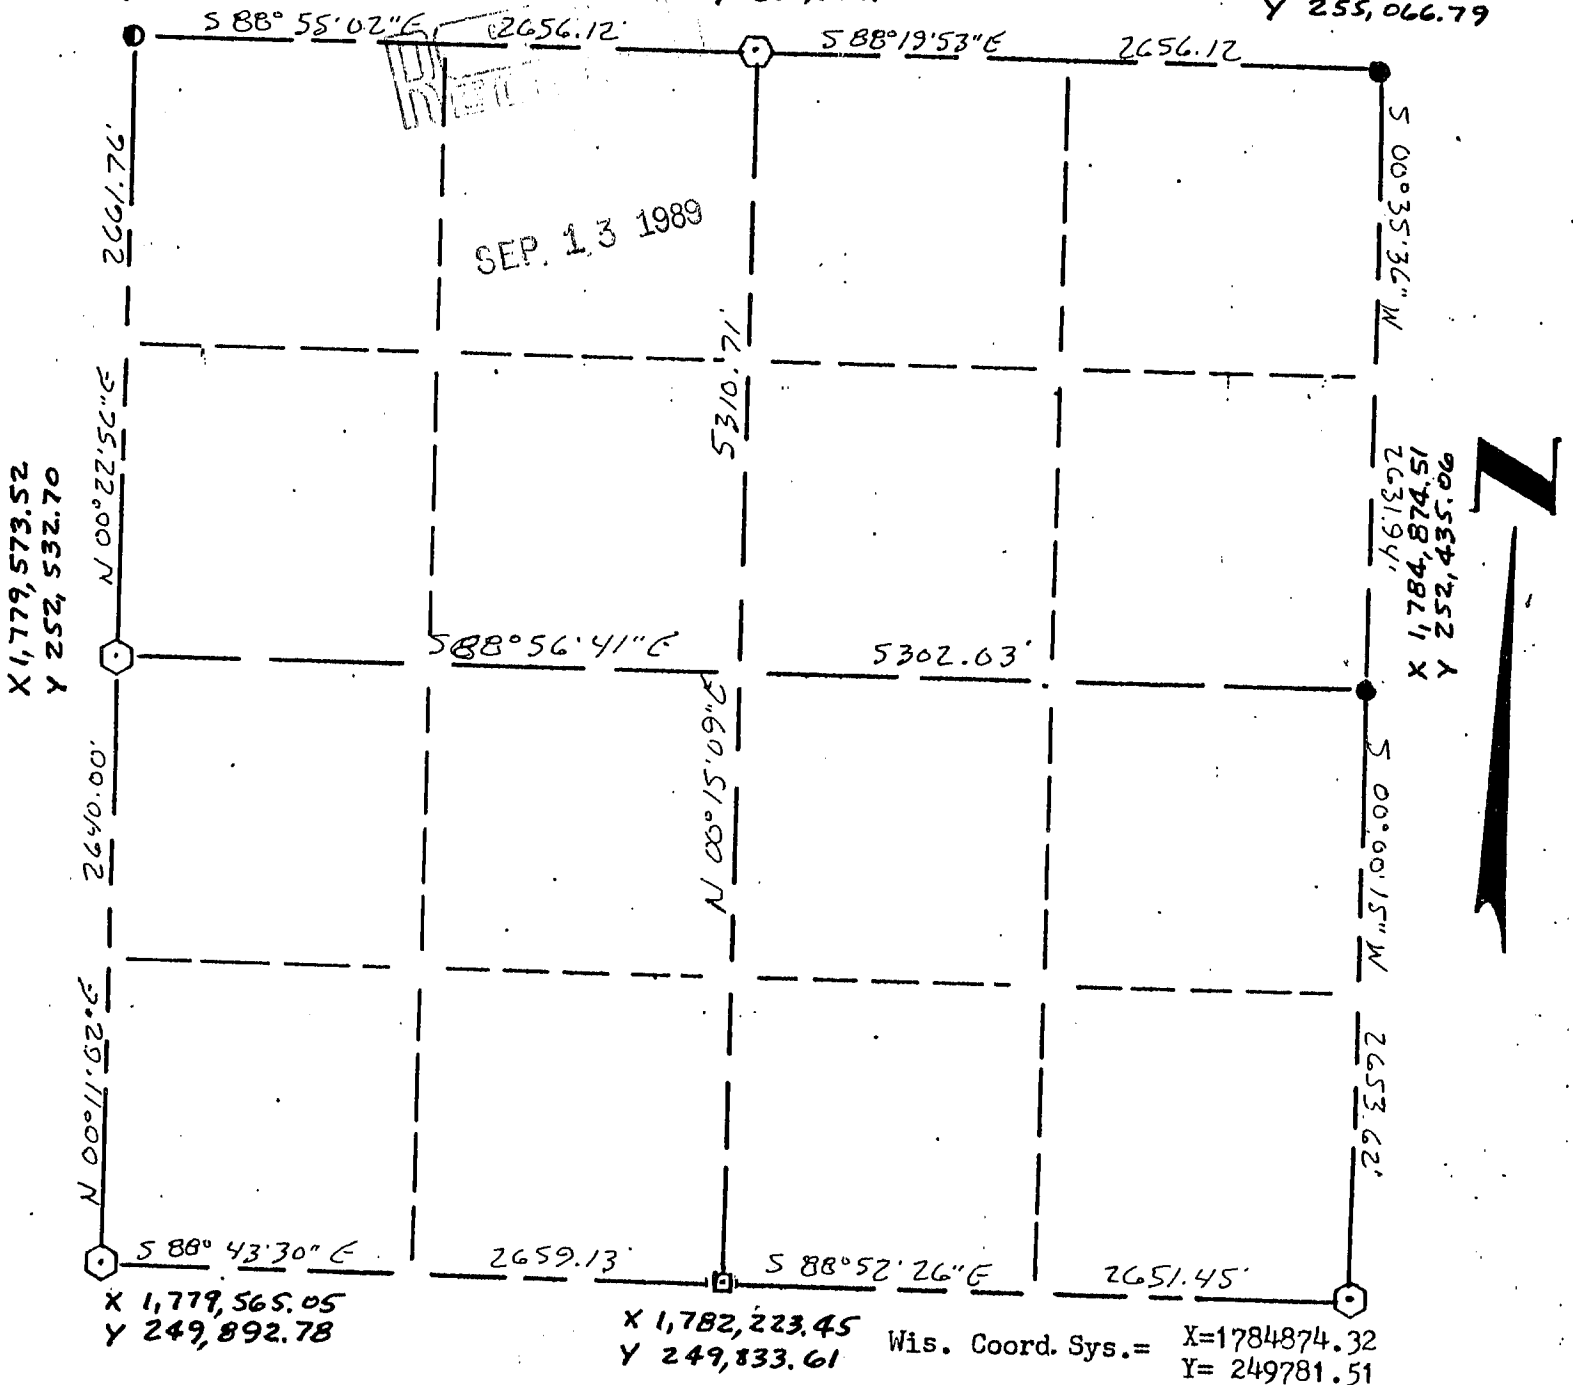 Y 255,066.79
S 88° 55' 02" E 2656.12'
S 88°19'53"E 2656.12
SEP. 13 1989
2661.76'
S 00°35'36" W
5310.71'
N 00°22'25"E
X 1,779,573.52
Y 252,532.70
2631.94'
X 1,784,874.51
Y 252,435.06
N
S88°56'41"E 5302.03'
N 00°15'09"E
2640.00'
S 00°00'15" W
N 00°11'02"E
2653.62'
S 88° 43'30" E 2659.13'
S 88°52'26"E 2651.45'
X 1,779,565.05
Y 249,892.78
X 1,782,223.45
Y 249,833.61
Wis. Coord. Sys.= X=1784874.32
Y= 249781.51